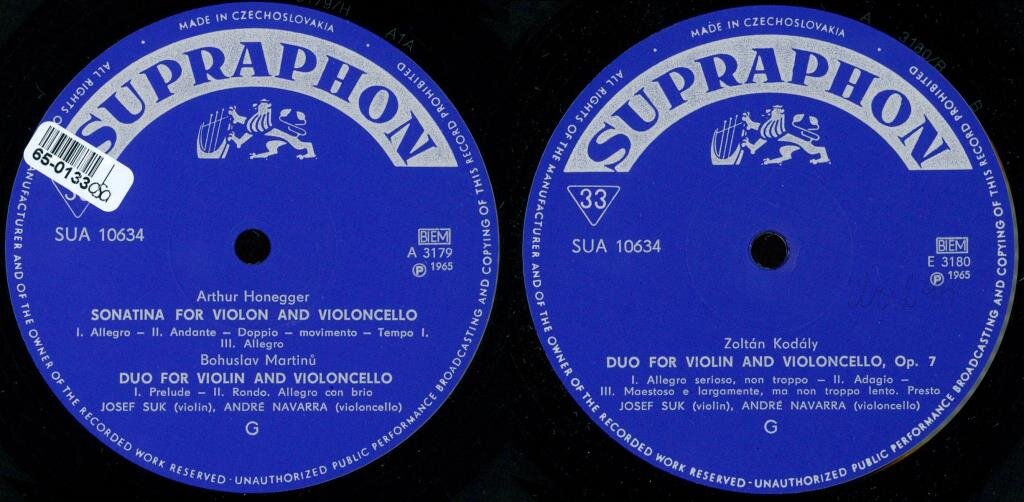 MADE IN CZECHOSLOVAKIA
SUPRAPHON
ALL RIGHTS OF
MANUFACTURER AND OF THE OWNER OF THE RECORDED WORK RESERVED - UNAUTHORIZED PUBLIC PERFORMANCE BROADCASTING AND COPYING OF THIS RECORD PROHIBITED
A1A
65-0133
SUA 10634
BIEM
A 3179
Ⓟ 1965
Arthur Honegger
SONATINA FOR VIOLON AND VIOLONCELLO
I. Allegro – II. Andante – Doppio – movimento – Tempo I.
III. Allegro
Bohuslav Martinů
DUO FOR VIOLIN AND VIOLONCELLO
I. Prelude – II. Rondo. Allegro con brio
JOSEF SUK (violin), ANDRÉ NAVARRA (violoncello)
G
MADE IN CZECHOSLOVAKIA
SUPRAPHON
ALL RIGHTS OF THE MANUFACTURER AND OF THE OWNER OF THE RECORDED WORK RESERVED - UNAUTHORIZED PUBLIC PERFORMANCE BROADCASTING AND COPYING OF THIS RECORD PROHIBITED
3180/B
33
SUA 10634
BIEM
E 3180
Ⓟ 1965
Zoltán Kodály
DUO FOR VIOLIN AND VIOLONCELLO, Op. 7
I. Allegro serioso, non troppo – II. Adagio –
III. Maestoso e largamente, ma non troppo lento. Presto
JOSEF SUK (violin), ANDRÉ NAVARRA (violoncello)
G